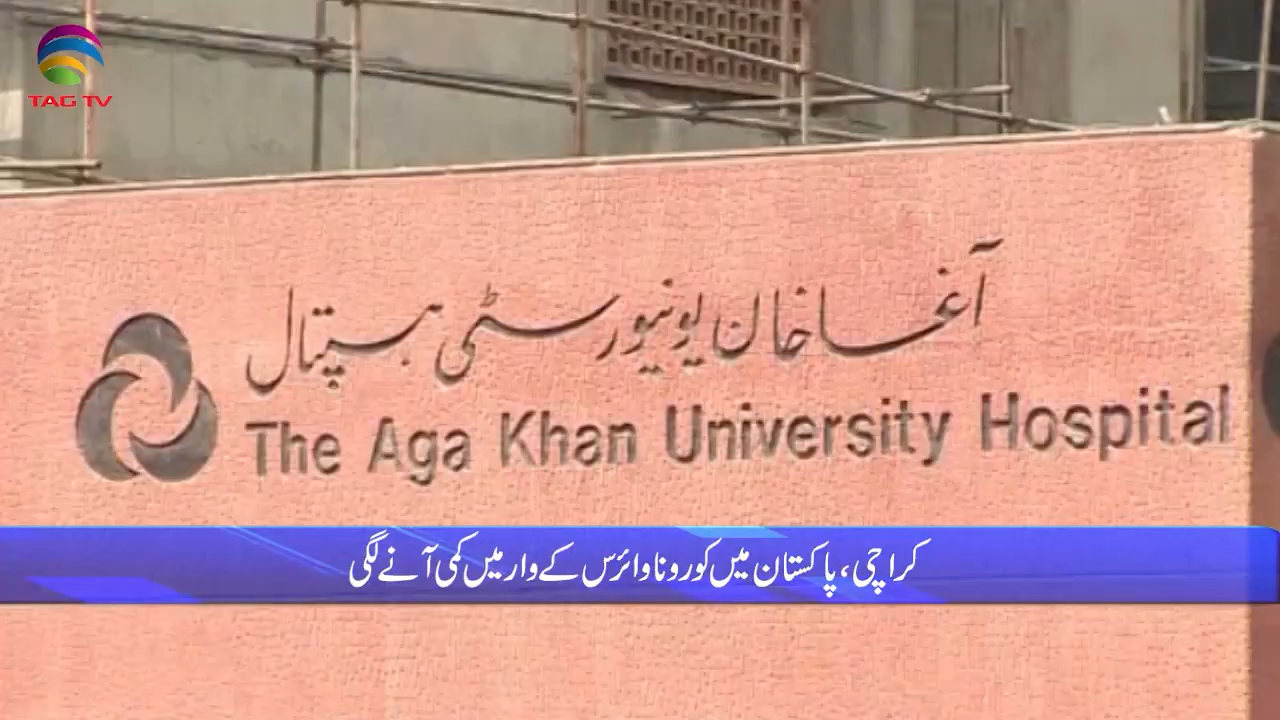 TAG TV
آغا خان یونیورسٹی ہسپتال
The Aga Khan University Hospital
کراچی، پاکستان میں کورونا وائرس کے وار میں کمی آنے لگی